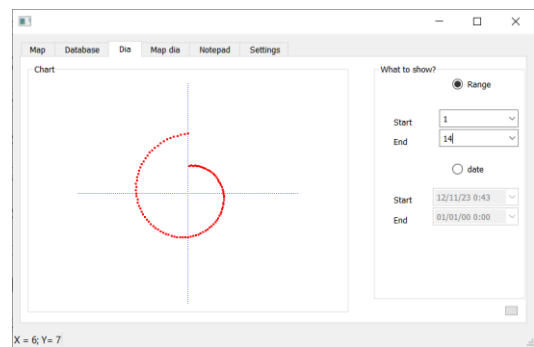 Map Database Dia Map dia Notepad Settings
Chart
What to show?
Range
Start 1
End 14
date
Start 12/11/23 0:43
End 01/01/00 0:00
X = 6; Y= 7